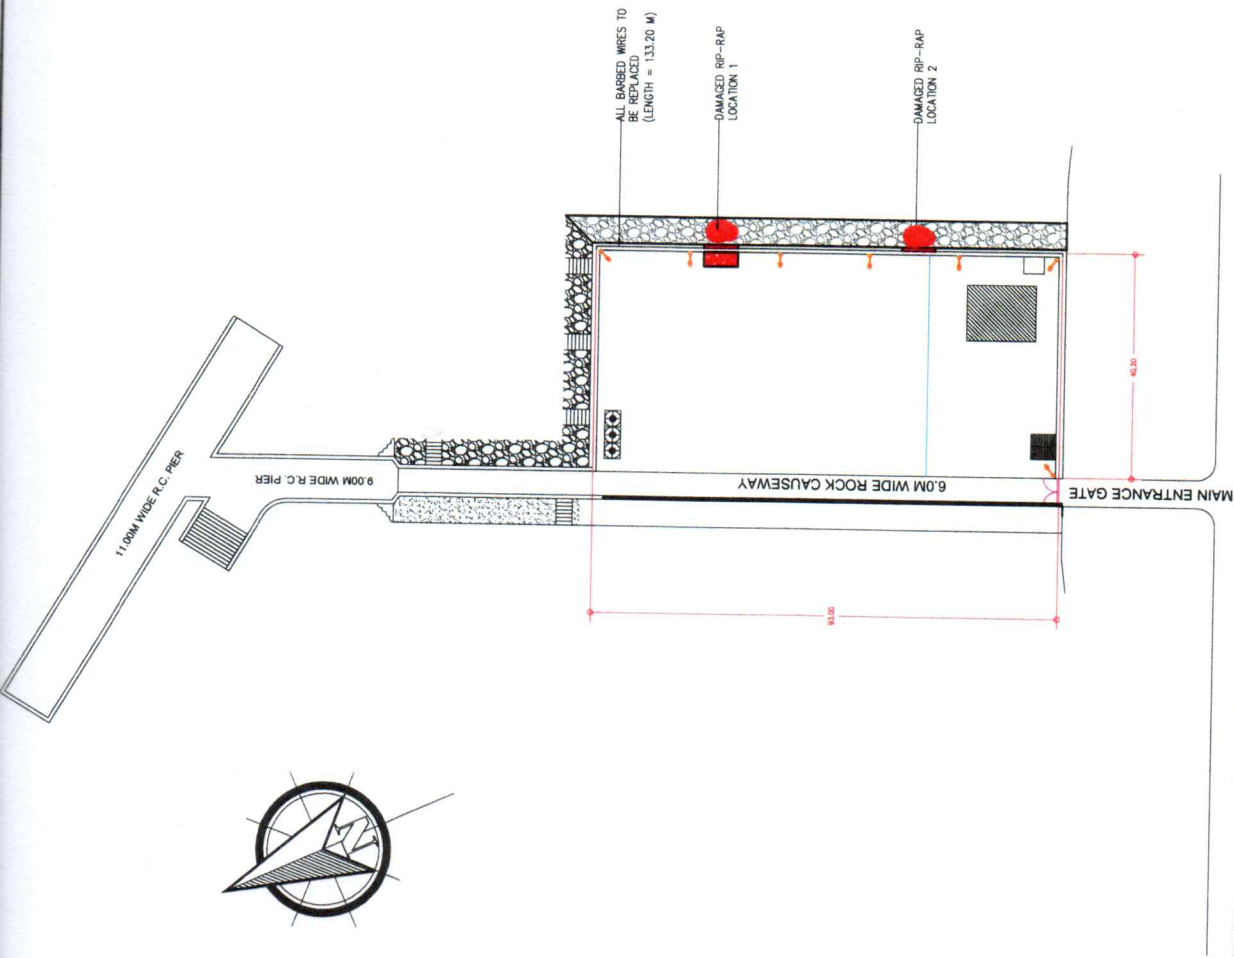 ALL BARBED WIRES TO
BE REPLACED
(LENGTH = 133.20 M)
DAMAGED RIP-RAP
LOCATION 1
DAMAGED RIP-RAP
LOCATION 2
11.00M WIDE R.C. PIER
9.00M WIDE R.C. PIER
6.0M WIDE ROCK CAUSEWAY
MAIN ENTRANCE GATE
40.20
93.00
N